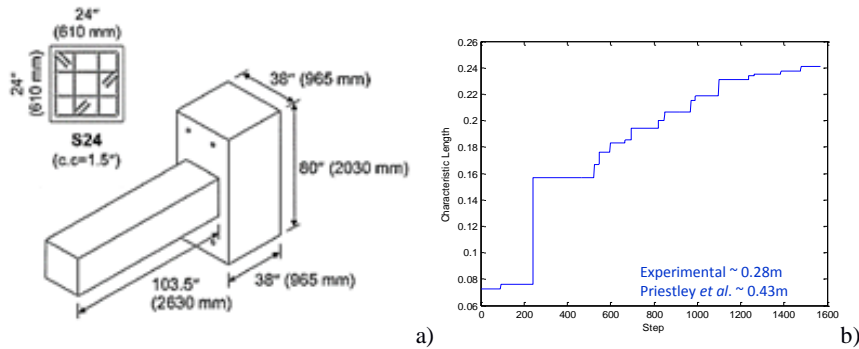 24"
(610 mm)
24"
(610 mm)
S24
(c.c=1.5")
38" (965 mm)
80" (2030 mm)
103.5"
(2630 mm)
38" (965 mm)
a)
0.26
0.24
0.22
0.2
0.18
0.16
0.14
0.12
0.1
0.08
0.06
Characteristic Length
Experimental ~ 0.28m
Priestley et al. ~ 0.43m
0 200 400 600 800 1000 1200 1400 1600
Step
b)